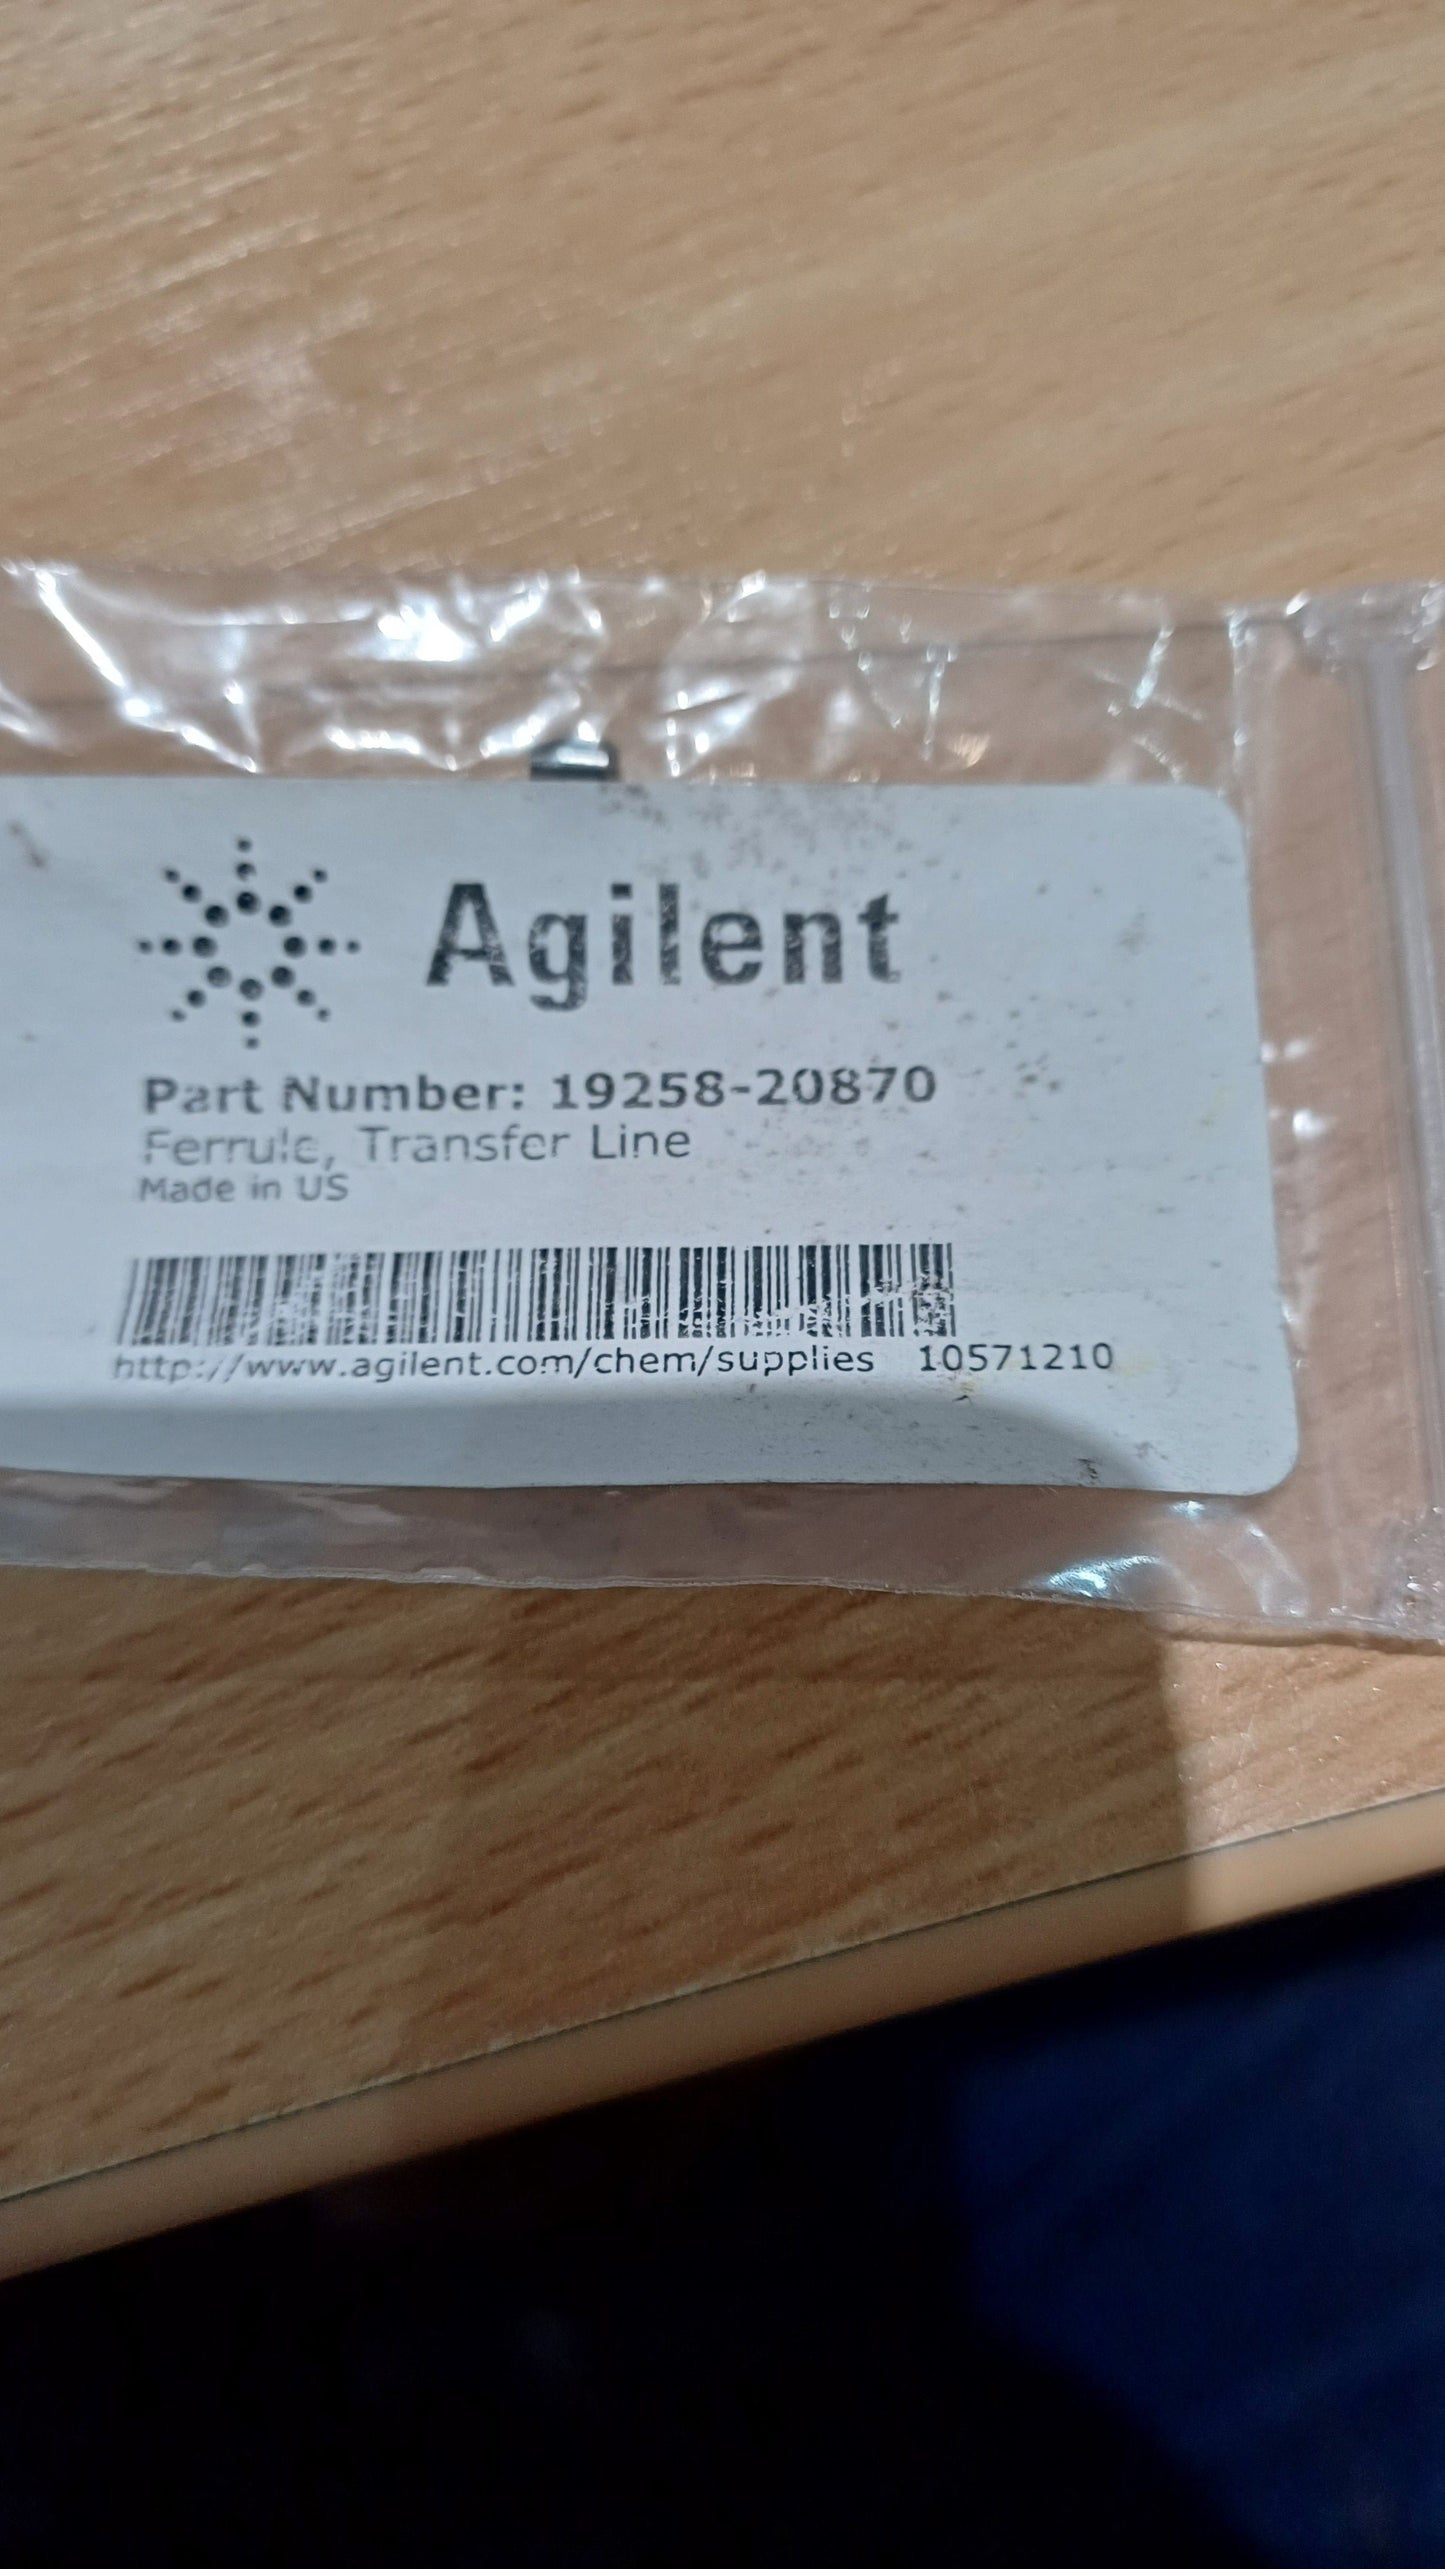 Agilent
Part Number: 19258-20870
Ferrule, Transfer Line
Made in US
http://www.agilent.com/chem/supplies 10571210